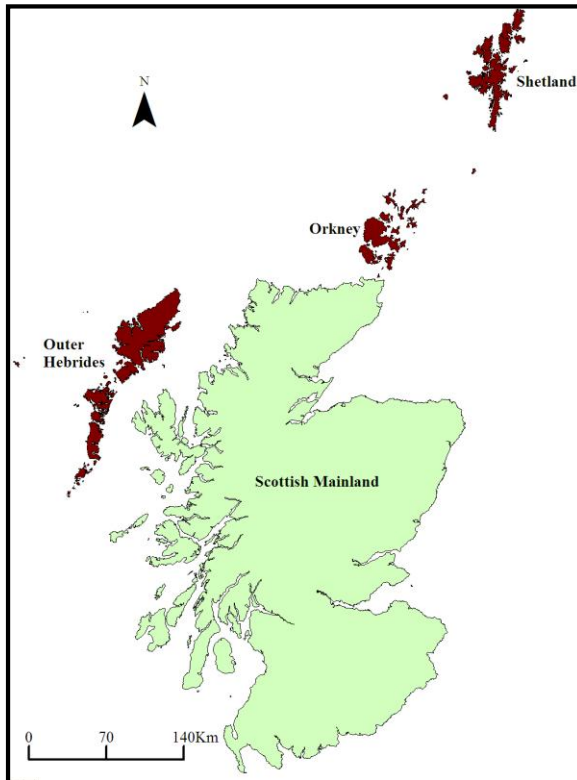 Shetland
N
Orkney
Outer
Hebrides
Scottish Mainland
0 70 140Km